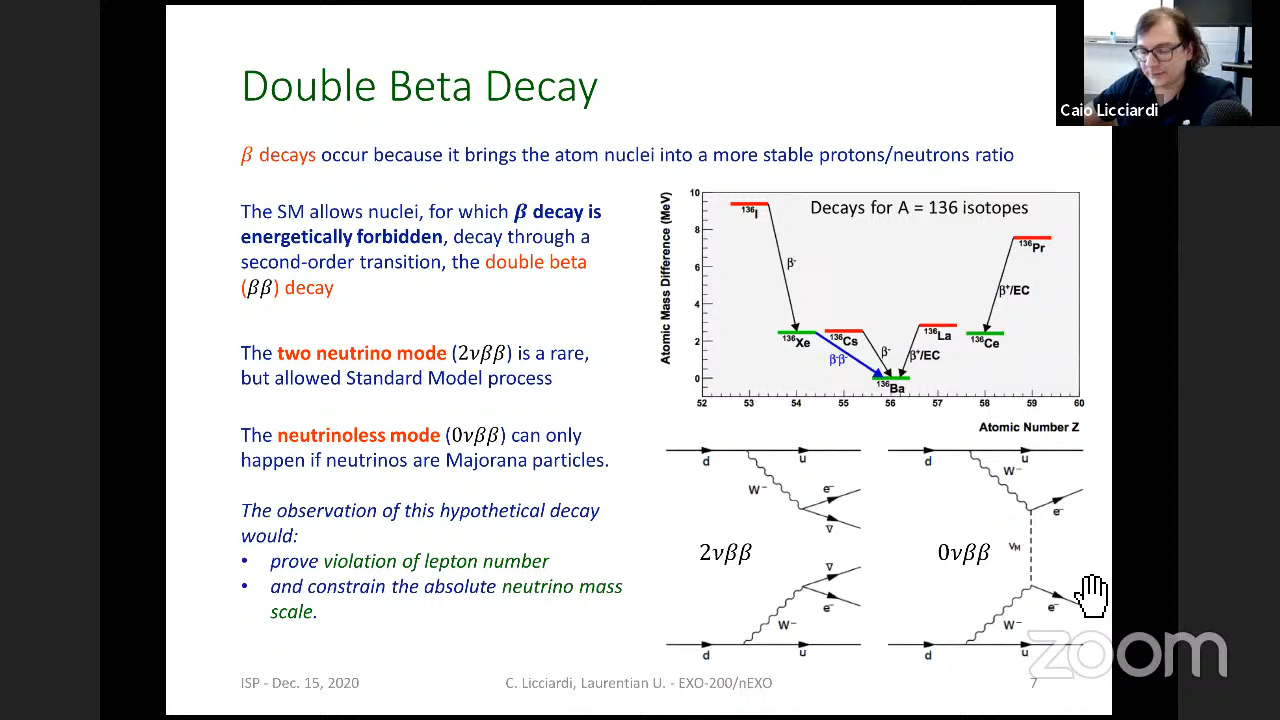 Caio Licciardi
Double Beta Decay
β decays occur because it brings the atom nuclei into a more stable protons/neutrons ratio
The SM allows nuclei, for which β decay is
energetically forbidden, decay through a
second-order transition, the double beta
(ββ) decay
The two neutrino mode (2νββ) is a rare,
but allowed Standard Model process
The neutrinoless mode (0νββ) can only
happen if neutrinos are Majorana particles.
The observation of this hypothetical decay
would:
• prove violation of lepton number
• and constrain the absolute neutrino mass
scale.
Atomic Mass Difference (MeV)
10
8
6
4
2
0
Decays for A = 136 isotopes
¹³⁶I
¹³⁶Pr
β⁻
β⁺/EC
¹³⁶Xe
¹³⁶Cs
¹³⁶La
¹³⁶Ce
β⁻β⁻
β⁻
β⁺/EC
¹³⁶Ba
52 53 54 55 56 57 58 59 60
Atomic Number Z
d u
W⁻
e⁻
ν̅
2νββ
ν̅
e⁻
W⁻
d u
d u
W⁻
e⁻
ν_M
0νββ
e⁻
W⁻
d u
zoom
ISP - Dec. 15, 2020
C. Licciardi, Laurentian U. - EXO-200/nEXO
7